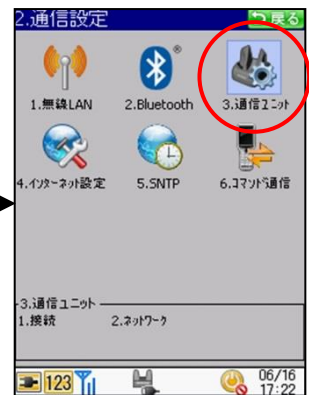 2.通信設定 戻る
1.無線LAN 2.Bluetooth® 3.通信ユニット
4.インターネット設定 5.SNTP 6.コマンド通信
3.通信ユニット
1.接続 2.ネットワーク
123 06/16
17:22